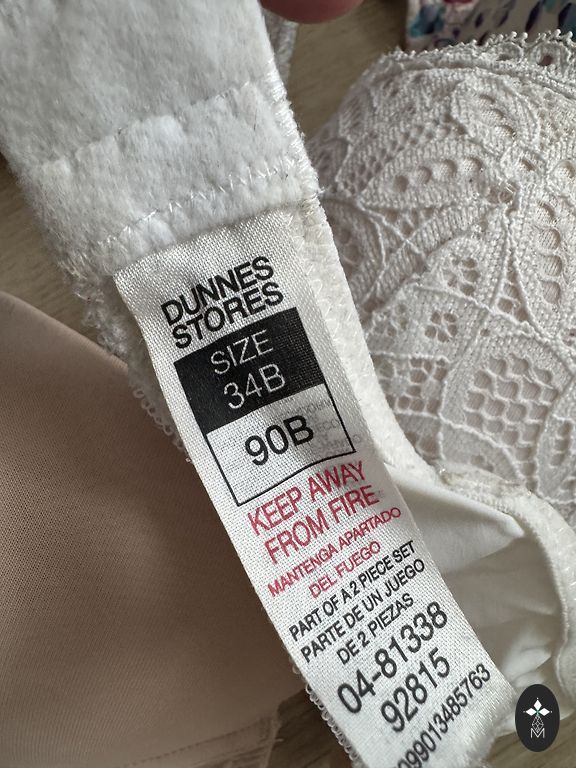 DUNNES
STORES
SIZE
34B
90B
KEEP AWAY
FROM FIRE
MANTENGA APARTADO
DEL FUEGO
PART OF A 2 PIECE SET
PARTE DE UN JUEGO
DE 2 PIEZAS
04-81338
92815
099013485763
M